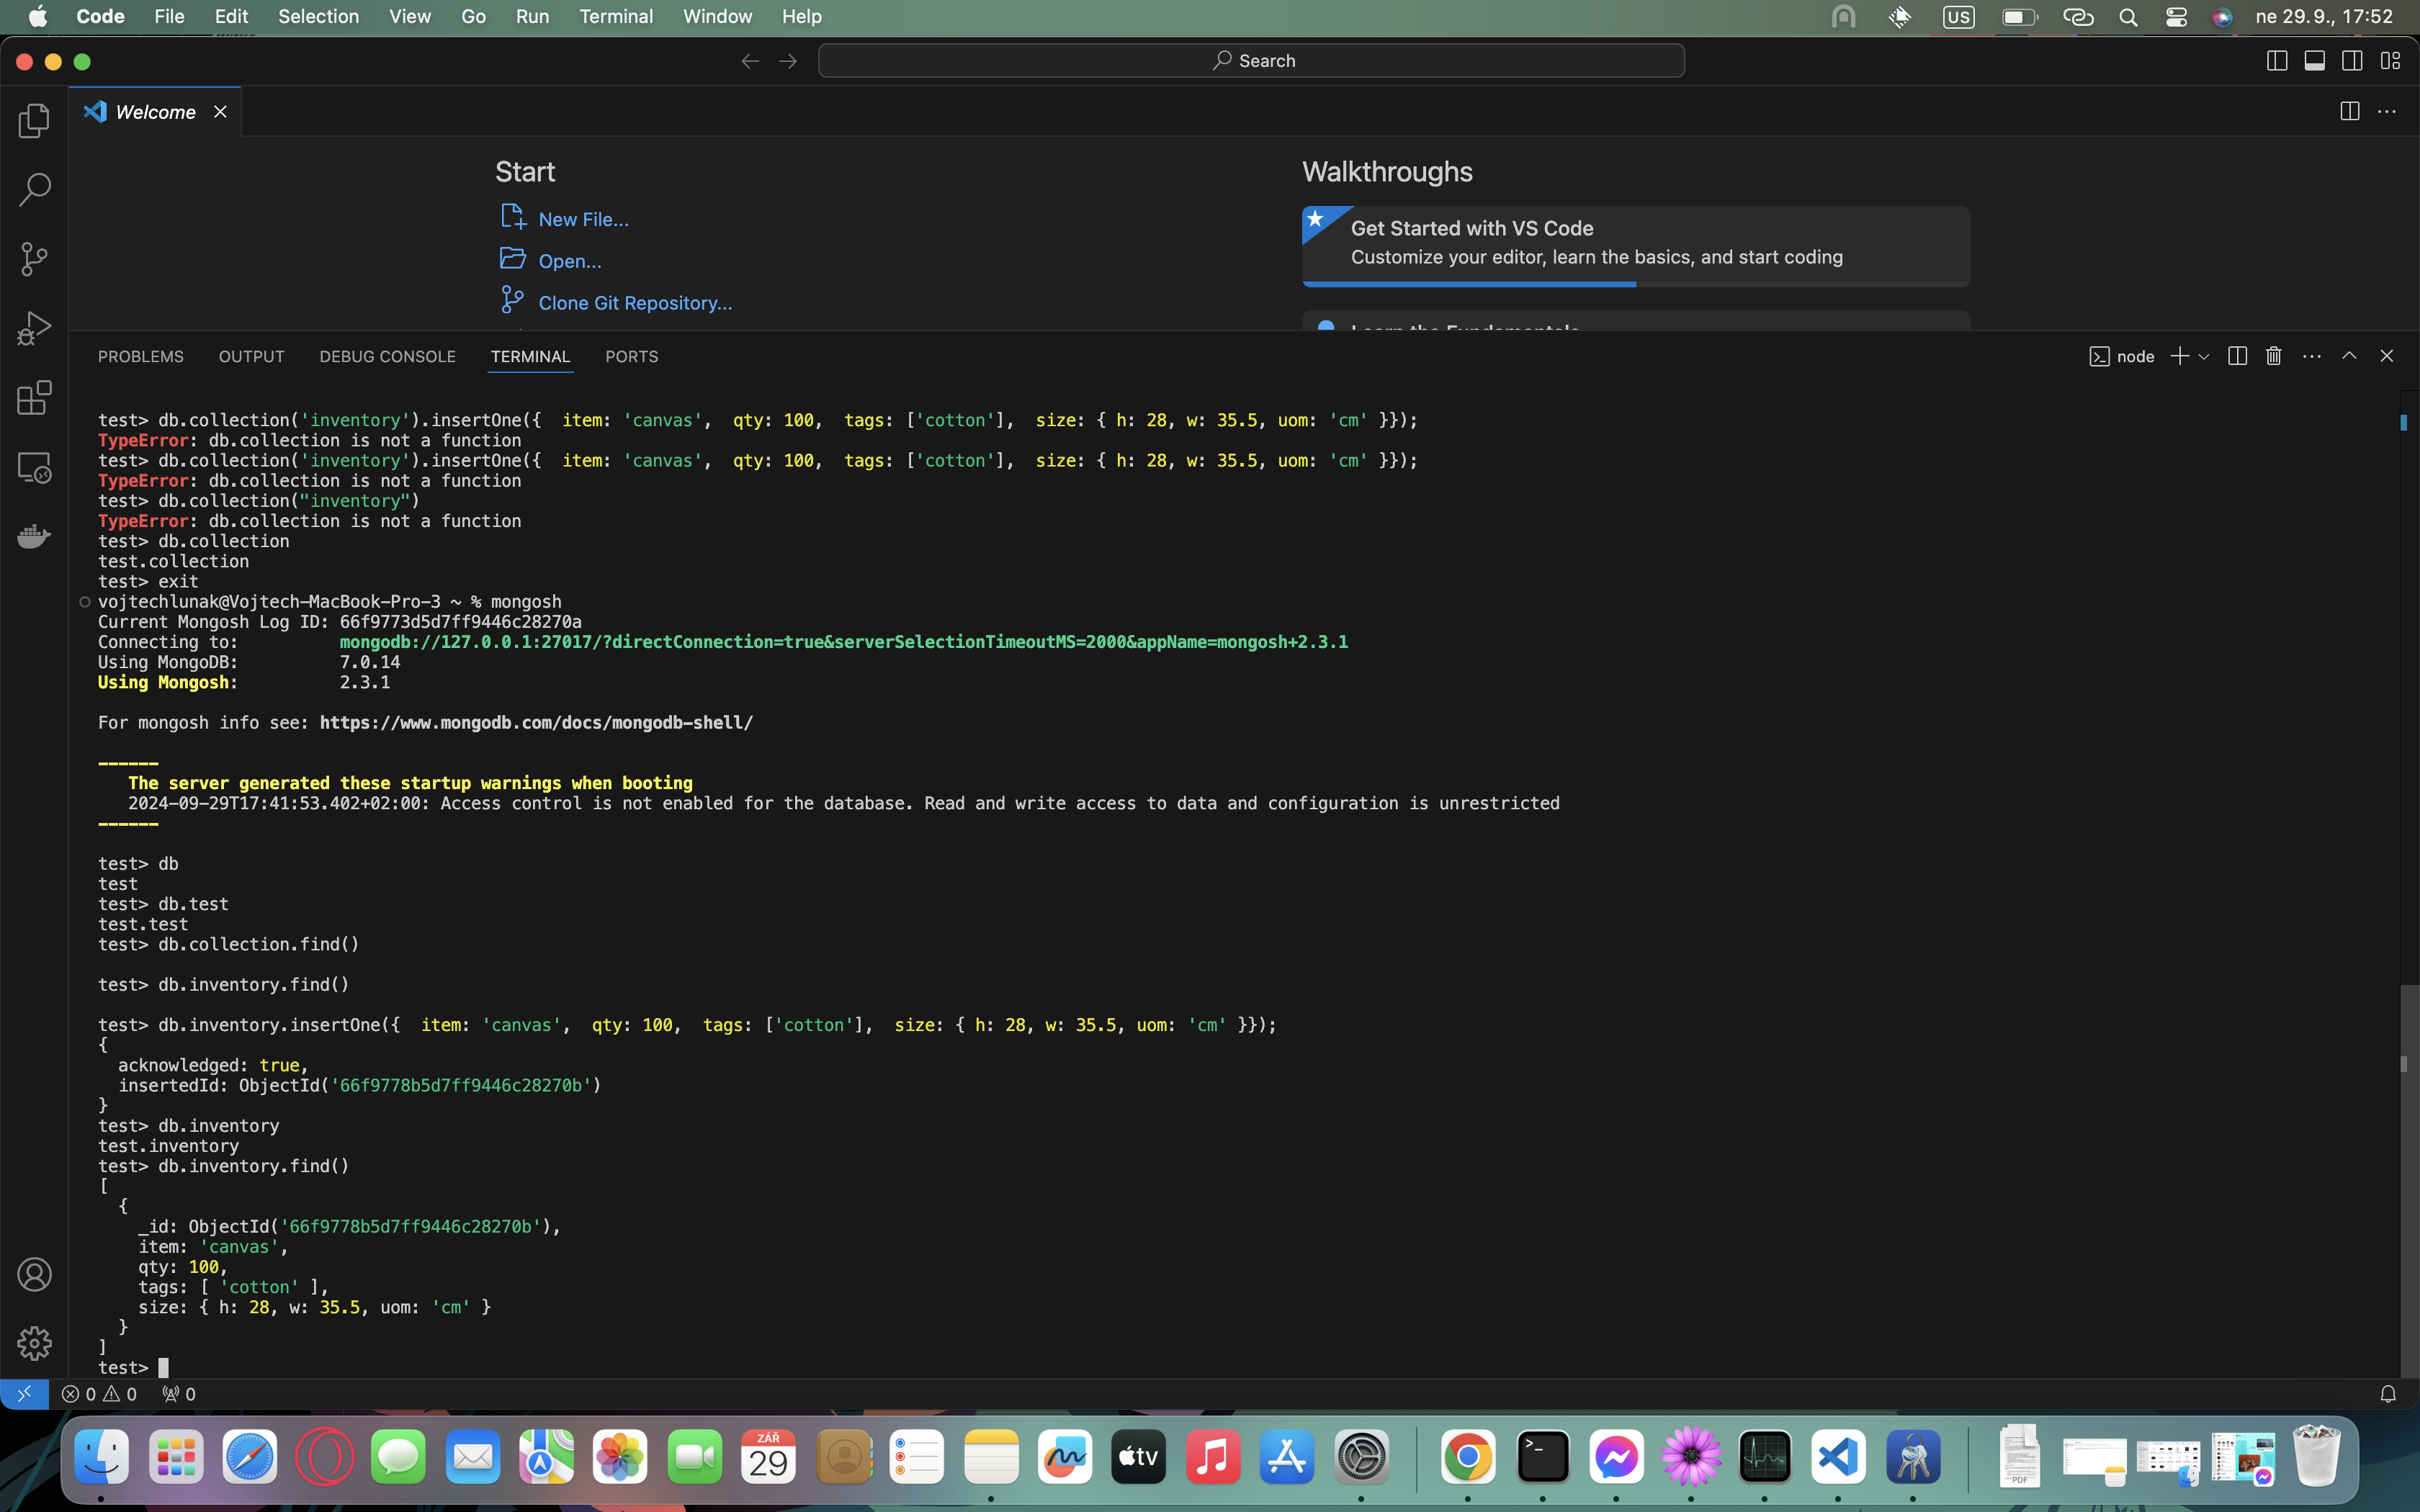 Code File Edit Selection View Go Run Terminal Window Help US ne 29. 9., 17:52
Search
Welcome
Start
New File...
Open...
Clone Git Repository...
Walkthroughs
Get Started with VS Code
Customize your editor, learn the basics, and start coding
Learn the Fundamentals
PROBLEMS OUTPUT DEBUG CONSOLE TERMINAL PORTS node
test> db.collection('inventory').insertOne({  item: 'canvas',  qty: 100,  tags: ['cotton'],  size: { h: 28, w: 35.5, uom: 'cm' }});
TypeError: db.collection is not a function
test> db.collection('inventory').insertOne({  item: 'canvas',  qty: 100,  tags: ['cotton'],  size: { h: 28, w: 35.5, uom: 'cm' }});
TypeError: db.collection is not a function
test> db.collection("inventory")
TypeError: db.collection is not a function
test> db.collection
test.collection
test> exit
vojtechlunak@Vojtech-MacBook-Pro-3 ~ % mongosh
Current Mongosh Log ID: 66f9773d5d7ff9446c28270a
Connecting to: mongodb://127.0.0.1:27017/?directConnection=true&serverSelectionTimeoutMS=2000&appName=mongosh+2.3.1
Using MongoDB: 7.0.14
Using Mongosh: 2.3.1
For mongosh info see: https://www.mongodb.com/docs/mongodb-shell/
------
The server generated these startup warnings when booting
2024-09-29T17:41:53.402+02:00: Access control is not enabled for the database. Read and write access to data and configuration is unrestricted
------
test> db
test
test> db.test
test.test
test> db.collection.find()
test> db.inventory.find()
test> db.inventory.insertOne({  item: 'canvas',  qty: 100,  tags: ['cotton'],  size: { h: 28, w: 35.5, uom: 'cm' }});
{
  acknowledged: true,
  insertedId: ObjectId('66f9778b5d7ff9446c28270b')
}
test> db.inventory
test.inventory
test> db.inventory.find()
[
  {
    _id: ObjectId('66f9778b5d7ff9446c28270b'),
    item: 'canvas',
    qty: 100,
    tags: [ 'cotton' ],
    size: { h: 28, w: 35.5, uom: 'cm' }
  }
]
test>
0 0 0
ZÁŘ
29
tv
>_
PDF